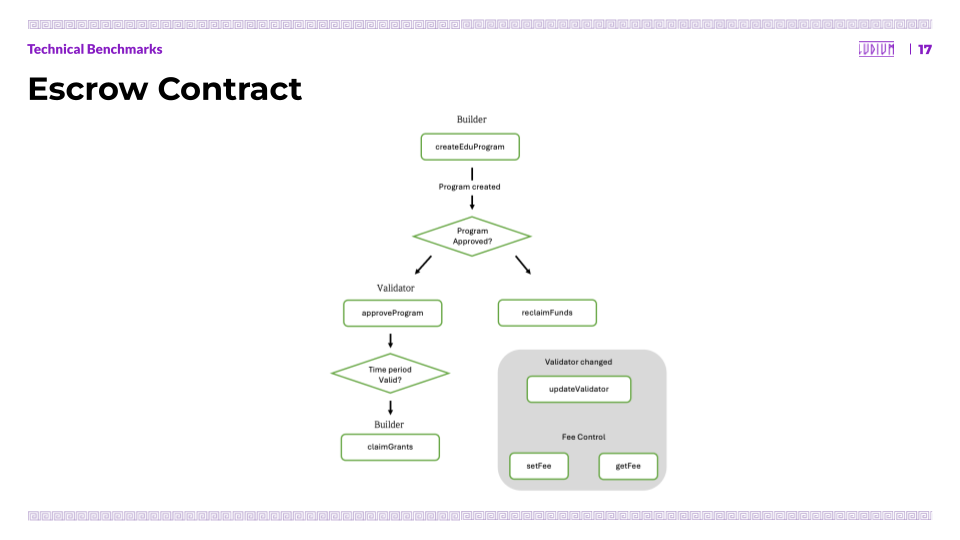 Technical Benchmarks
LUDIUM
| 17
Escrow Contract
Builder
createEduProgram
Program created
Program
Approved?
Validator
approveProgram
reclaimFunds
Time period
Valid?
Builder
claimGrants
Validator changed
updateValidator
Fee Control
setFee
getFee